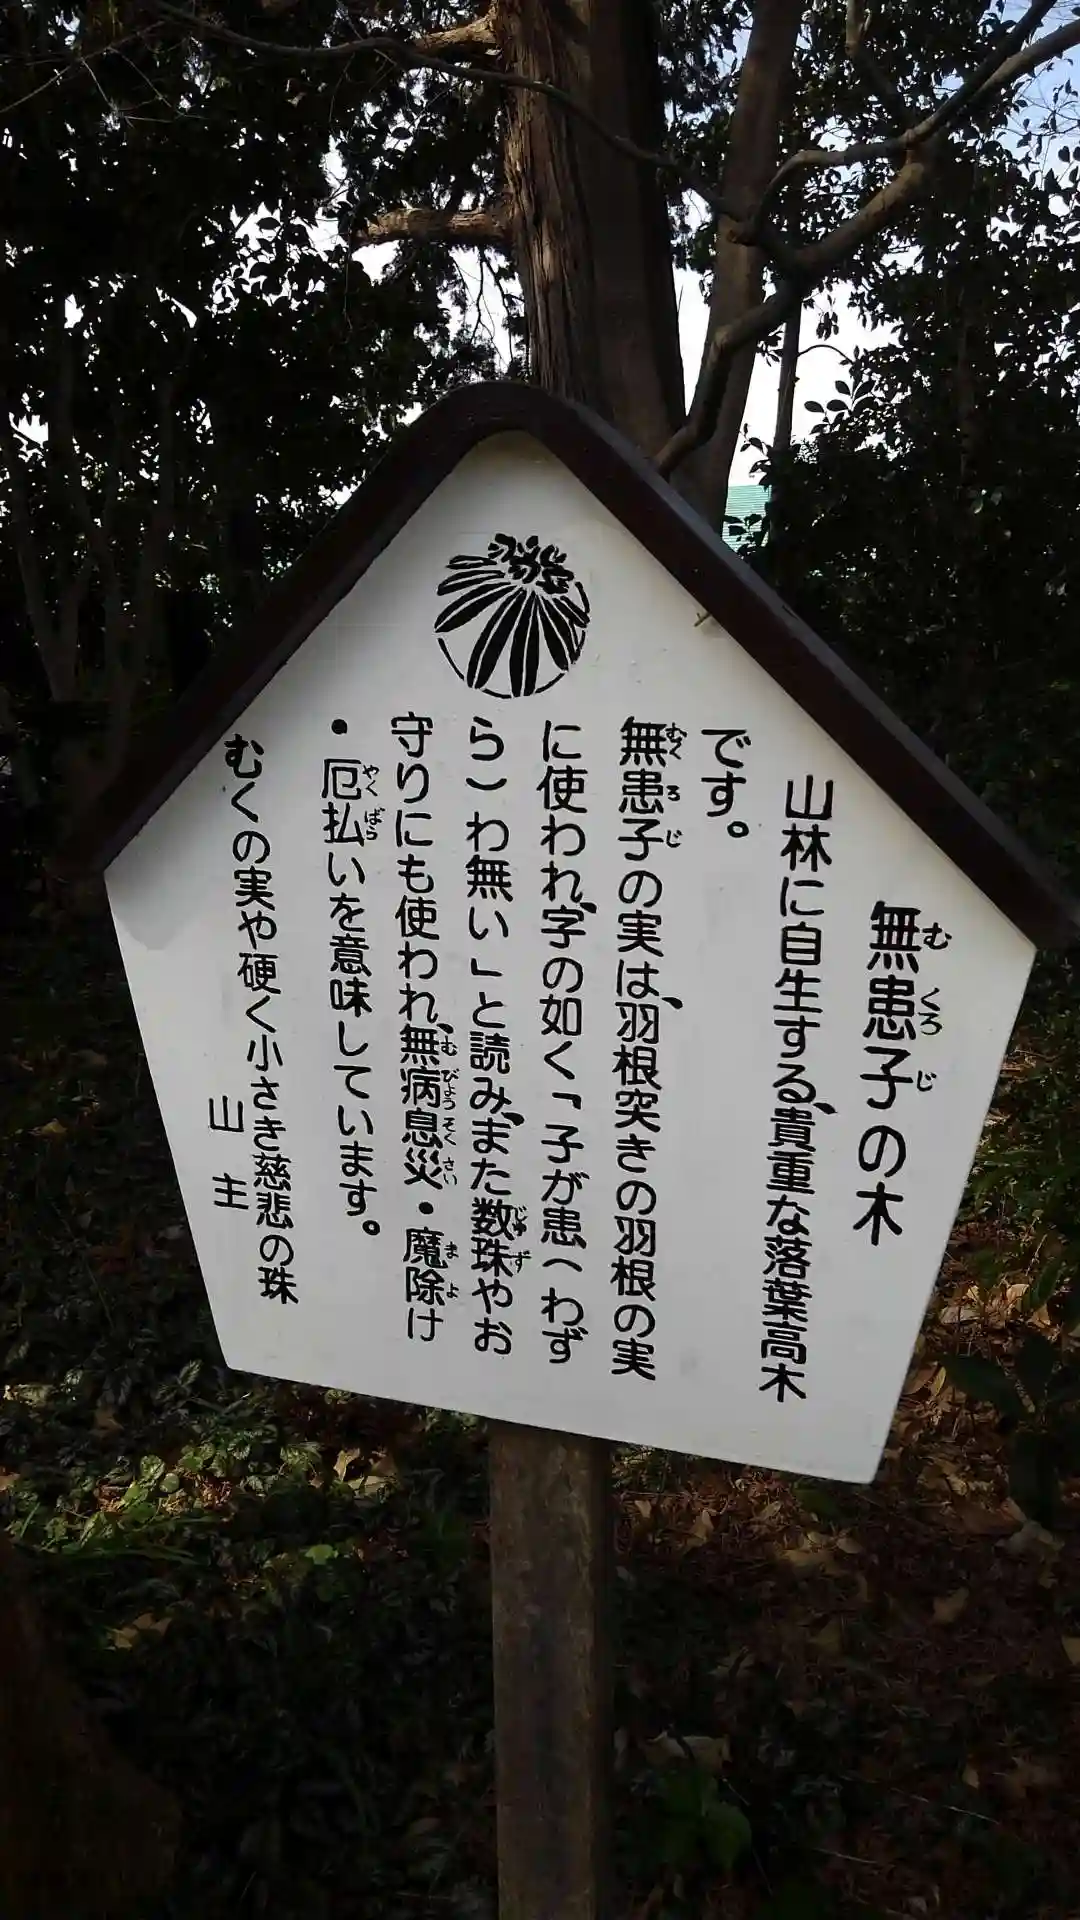 無患子の木
山林に自生する、貴重な落葉高木
です。
無患子の実は、羽根突きの羽根の実
に使われ、字の如く「子が患（わず
ら）わ無い」と読み、また数珠やお
守りにも使われ、無病息災・魔除け
・厄払いを意味しています。
むくの実や硬く小さき慈悲の珠
山主